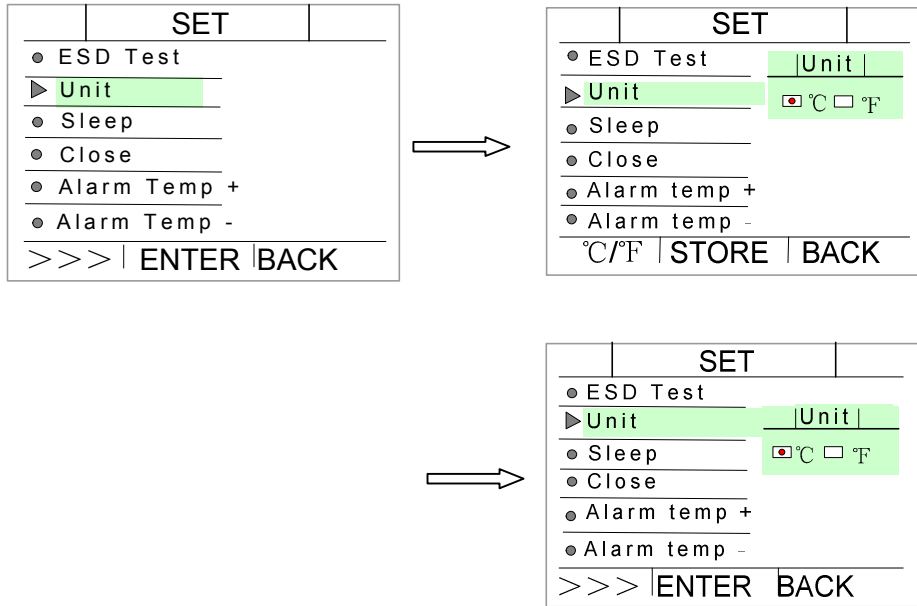 SET
ESD Test
Unit
Sleep
Close
Alarm Temp +
Alarm Temp -
>>> ENTER BACK
SET
ESD Test
Unit
Sleep
Close
Alarm temp +
Alarm temp -
Unit
℃ ℉
℃/℉ STORE BACK
SET
ESD Test
Unit
Sleep
Close
Alarm temp +
Alarm temp -
Unit
℃ ℉
>>> ENTER BACK